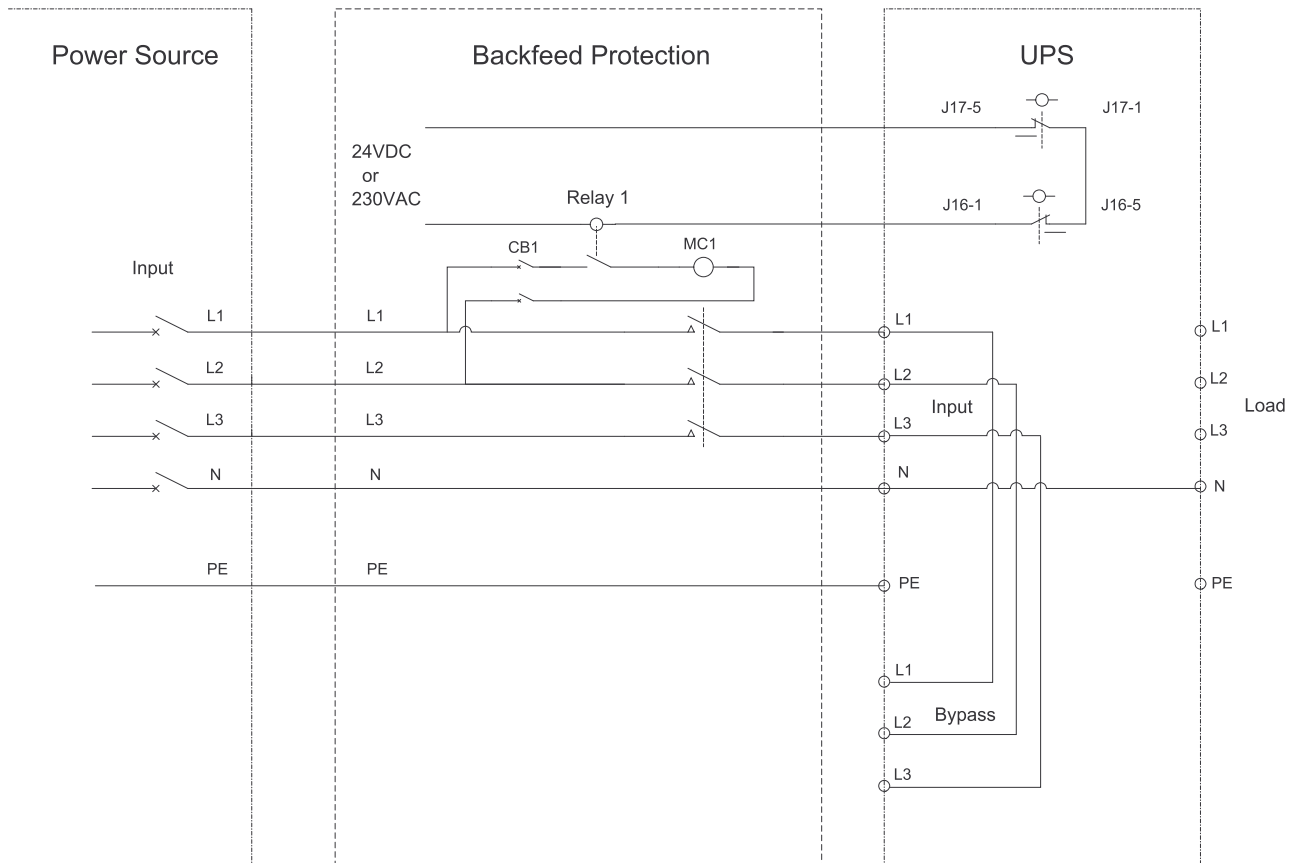 Power Source
Backfeed Protection
UPS
J17-5
J17-1
24VDC
or
230VAC
Relay 1
J16-1
J16-5
CB1
MC1
Input
L1
L1
L1
L1
L2
L2
L2
L2
Input
Load
L3
L3
L3
L3
N
N
N
N
PE
PE
PE
PE
L1
L2
Bypass
L3